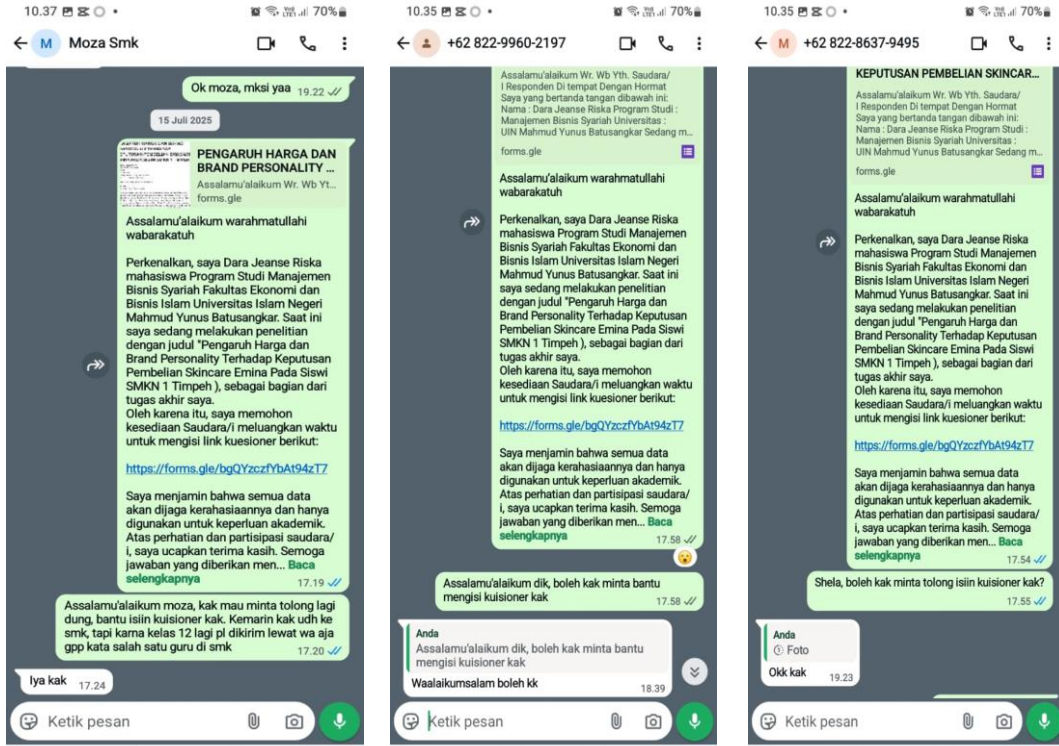 10.37
70%
M Moza Smk
Ok moza, mksi yaa 19.22
15 Juli 2025
PENGARUH HARGA DAN
BRAND PERSONALITY ...
Assalamu'alaikum Wr. Wb Yt...
forms.gle
Assalamu'alaikum warahmatullahi
wabarakatuh
Perkenalkan, saya Dara Jeanse Riska
mahasiswa Program Studi Manajemen
Bisnis Syariah Fakultas Ekonomi dan
Bisnis Islam Universitas Islam Negeri
Mahmud Yunus Batusangkar. Saat ini
saya sedang melakukan penelitian
dengan judul "Pengaruh Harga dan
Brand Personality Terhadap Keputusan
Pembelian Skincare Emina Pada Siswi
SMKN 1 Timpeh ), sebagai bagian dari
tugas akhir saya.
Oleh karena itu, saya memohon
kesediaan Saudara/i meluangkan waktu
untuk mengisi link kuesioner berikut:
https://forms.gle/bgQYzczfYbAt94zT7
Saya menjamin bahwa semua data
akan dijaga kerahasiaannya dan hanya
digunakan untuk keperluan akademik.
Atas perhatian dan partisipasi saudara/
i, saya ucapkan terima kasih. Semoga
jawaban yang diberikan men... Baca
selengkapnya
17.19
Assalamu'alaikum moza, kak mau minta tolong lagi
dung, bantu isiin kuisioner kak. Kemarin kak udh ke
smk, tapi karna kelas 12 lagi pl dikirim lewat wa aja
gpp kata salah satu guru di smk 17.20
Iya kak 17.24
Ketik pesan
10.35
70%
+62 822-9960-2197
Assalamu'alaikum Wr. Wb Yth. Saudara/
I Responden Di tempat Dengan Hormat
Saya yang bertanda tangan dibawah ini:
Nama : Dara Jeanse Riska Program Studi :
Manajemen Bisnis Syariah Universitas :
UIN Mahmud Yunus Batusangkar Sedang m...
forms.gle
Assalamu'alaikum warahmatullahi
wabarakatuh
Perkenalkan, saya Dara Jeanse Riska
mahasiswa Program Studi Manajemen
Bisnis Syariah Fakultas Ekonomi dan
Bisnis Islam Universitas Islam Negeri
Mahmud Yunus Batusangkar. Saat ini
saya sedang melakukan penelitian
dengan judul "Pengaruh Harga dan
Brand Personality Terhadap Keputusan
Pembelian Skincare Emina Pada Siswi
SMKN 1 Timpeh ), sebagai bagian dari
tugas akhir saya.
Oleh karena itu, saya memohon
kesediaan Saudara/i meluangkan waktu
untuk mengisi link kuesioner berikut:
https://forms.gle/bgQYzczfYbAt94zT7
Saya menjamin bahwa semua data
akan dijaga kerahasiaannya dan hanya
digunakan untuk keperluan akademik.
Atas perhatian dan partisipasi saudara/
i, saya ucapkan terima kasih. Semoga
jawaban yang diberikan men... Baca
selengkapnya
17.58
Assalamu'alaikum dik, boleh kak minta bantu
mengisi kuisioner kak 17.58
Anda
Assalamu'alaikum dik, boleh kak minta bantu
mengisi kuisioner kak
Waalaikumsalam boleh kk 18.39
Ketik pesan
10.35
70%
M +62 822-8637-9495
KEPUTUSAN PEMBELIAN SKINCAR...
Assalamu'alaikum Wr. Wb Yth. Saudara/
I Responden Di tempat Dengan Hormat
Saya yang bertanda tangan dibawah ini:
Nama : Dara Jeanse Riska Program Studi :
Manajemen Bisnis Syariah Universitas :
UIN Mahmud Yunus Batusangkar Sedang m...
forms.gle
Assalamu'alaikum warahmatullahi
wabarakatuh
Perkenalkan, saya Dara Jeanse Riska
mahasiswa Program Studi Manajemen
Bisnis Syariah Fakultas Ekonomi dan
Bisnis Islam Universitas Islam Negeri
Mahmud Yunus Batusangkar. Saat ini
saya sedang melakukan penelitian
dengan judul "Pengaruh Harga dan
Brand Personality Terhadap Keputusan
Pembelian Skincare Emina Pada Siswi
SMKN 1 Timpeh ), sebagai bagian dari
tugas akhir saya.
Oleh karena itu, saya memohon
kesediaan Saudara/i meluangkan waktu
untuk mengisi link kuesioner berikut:
https://forms.gle/bgQYzczfYbAt94zT7
Saya menjamin bahwa semua data
akan dijaga kerahasiaannya dan hanya
digunakan untuk keperluan akademik.
Atas perhatian dan partisipasi saudara/
i, saya ucapkan terima kasih. Semoga
jawaban yang diberikan men... Baca
selengkapnya
17.54
Shela, boleh kak minta tolong isiin kuisioner kak?
17.55
Anda
Foto
Okk kak 19.23
Ketik pesan